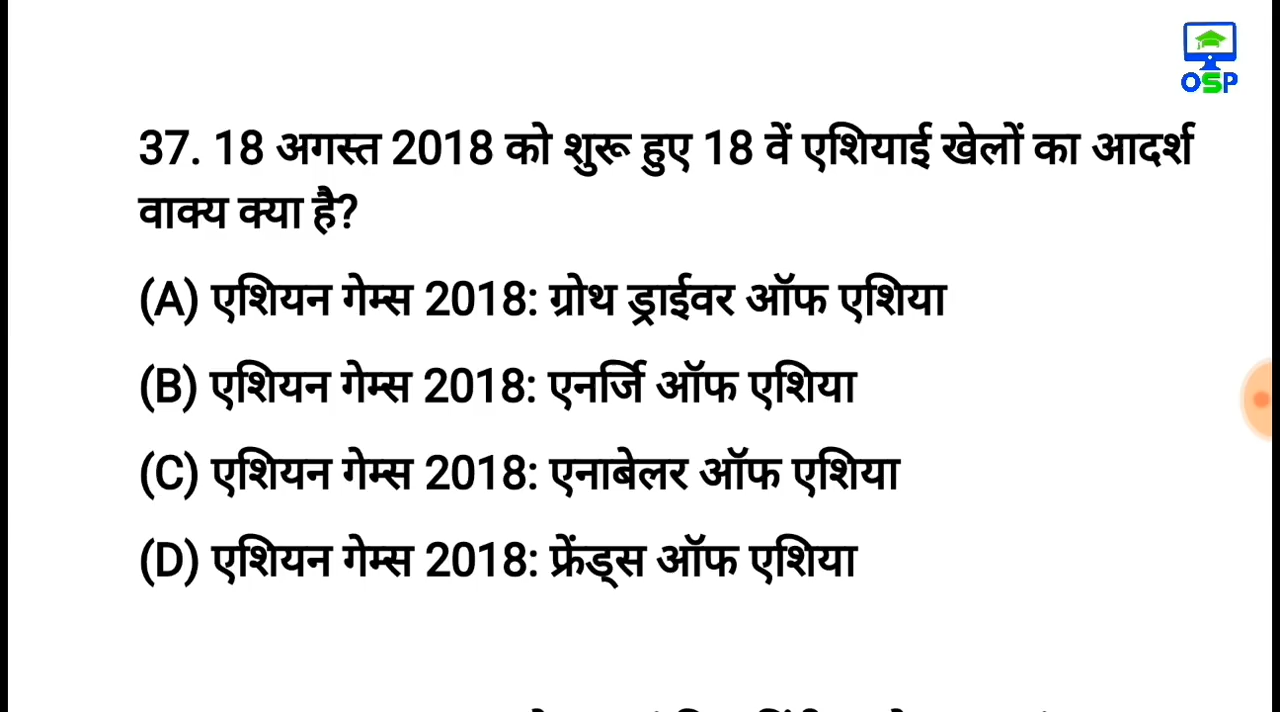 OSP
37. 18 अगस्त 2018 को शुरू हुए 18 वें एशियाई खेलों का आदर्श
वाक्य क्या है?
(A) एशियन गेम्स 2018: ग्रोथ ड्राईवर ऑफ एशिया
(B) एशियन गेम्स 2018: एनर्जि ऑफ एशिया
(C) एशियन गेम्स 2018: एनाबेलर ऑफ एशिया
(D) एशियन गेम्स 2018: फ्रेंड्स ऑफ एशिया